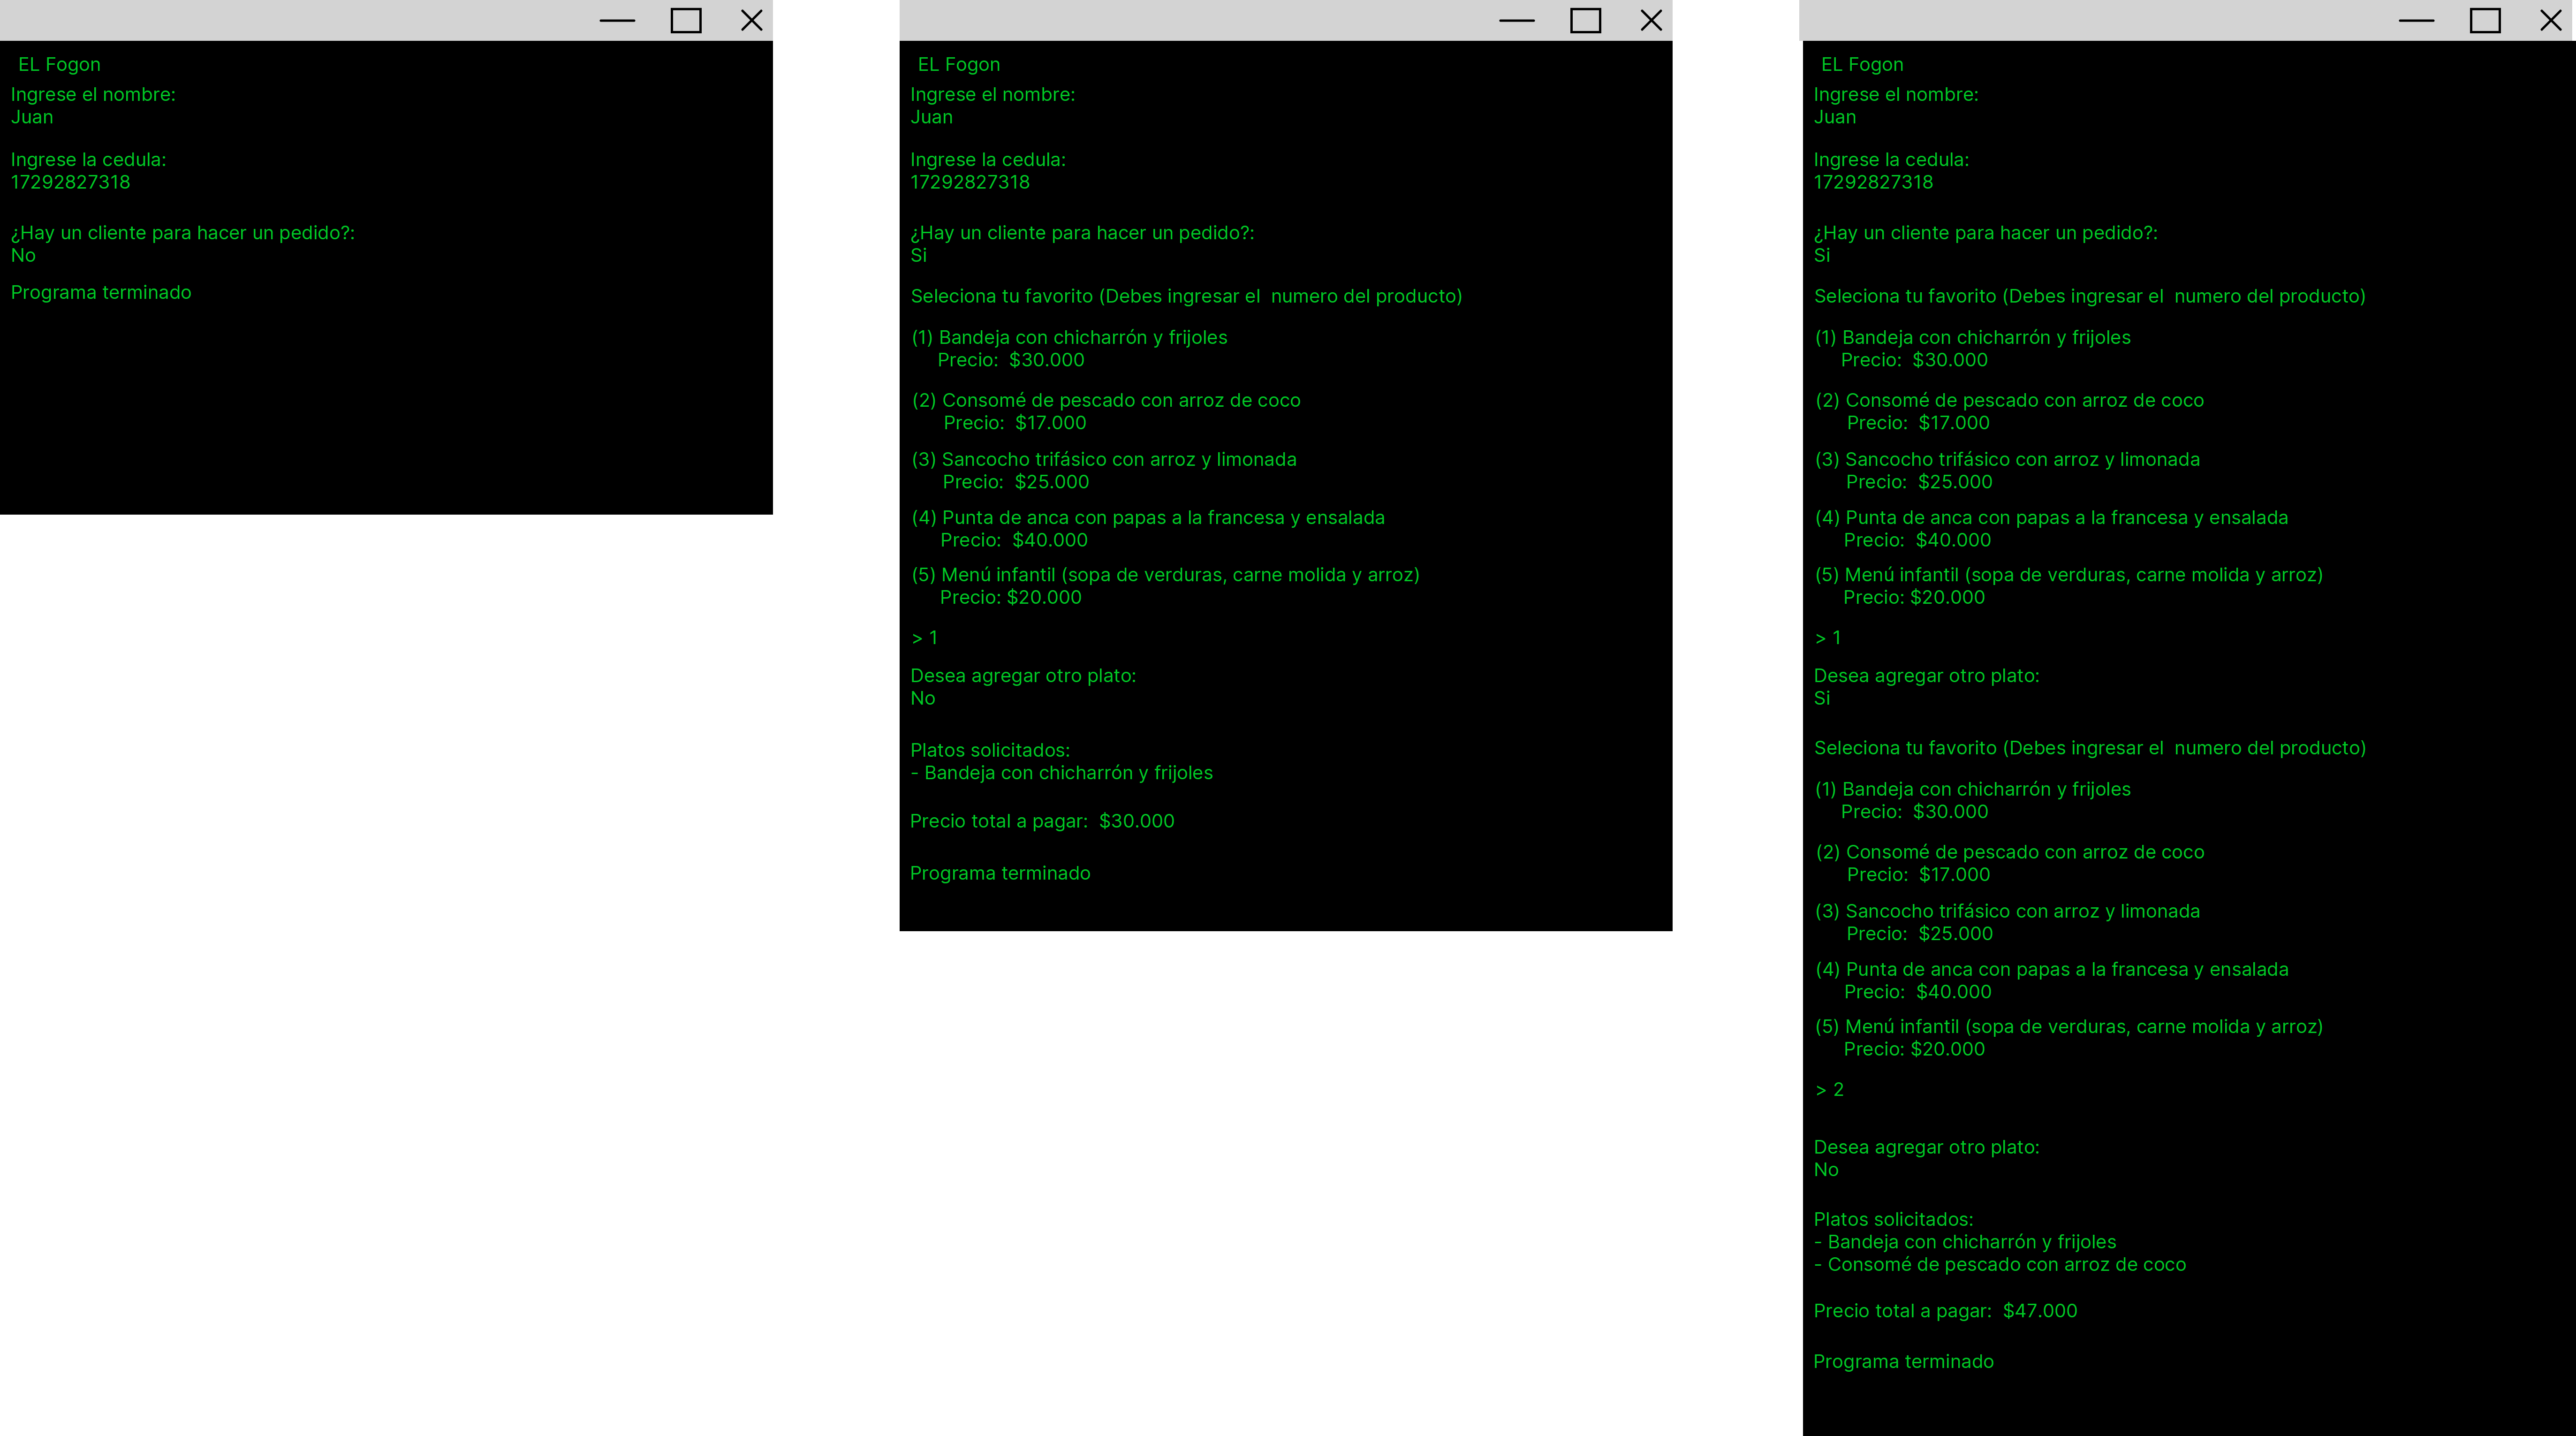 EL Fogon
Ingrese el nombre:
Juan
Ingrese la cedula:
17292827318
¿Hay un cliente para hacer un pedido?:
No
Programa terminado
EL Fogon
Ingrese el nombre:
Juan
Ingrese la cedula:
17292827318
¿Hay un cliente para hacer un pedido?:
Si
Seleciona tu favorito (Debes ingresar el  numero del producto)
(1) Bandeja con chicharrón y frijoles
Precio:  $30.000
(2) Consomé de pescado con arroz de coco
Precio:  $17.000
(3) Sancocho trifásico con arroz y limonada
Precio:  $25.000
(4) Punta de anca con papas a la francesa y ensalada
Precio:  $40.000
(5) Menú infantil (sopa de verduras, carne molida y arroz)
Precio: $20.000
> 1
Desea agregar otro plato:
No
Platos solicitados:
- Bandeja con chicharrón y frijoles
Precio total a pagar:  $30.000
Programa terminado
EL Fogon
Ingrese el nombre:
Juan
Ingrese la cedula:
17292827318
¿Hay un cliente para hacer un pedido?:
Si
Seleciona tu favorito (Debes ingresar el  numero del producto)
(1) Bandeja con chicharrón y frijoles
Precio:  $30.000
(2) Consomé de pescado con arroz de coco
Precio:  $17.000
(3) Sancocho trifásico con arroz y limonada
Precio:  $25.000
(4) Punta de anca con papas a la francesa y ensalada
Precio:  $40.000
(5) Menú infantil (sopa de verduras, carne molida y arroz)
Precio: $20.000
> 1
Desea agregar otro plato:
Si
Seleciona tu favorito (Debes ingresar el  numero del producto)
(1) Bandeja con chicharrón y frijoles
Precio:  $30.000
(2) Consomé de pescado con arroz de coco
Precio:  $17.000
(3) Sancocho trifásico con arroz y limonada
Precio:  $25.000
(4) Punta de anca con papas a la francesa y ensalada
Precio:  $40.000
(5) Menú infantil (sopa de verduras, carne molida y arroz)
Precio: $20.000
> 2
Desea agregar otro plato:
No
Platos solicitados:
- Bandeja con chicharrón y frijoles
- Consomé de pescado con arroz de coco
Precio total a pagar:  $47.000
Programa terminado